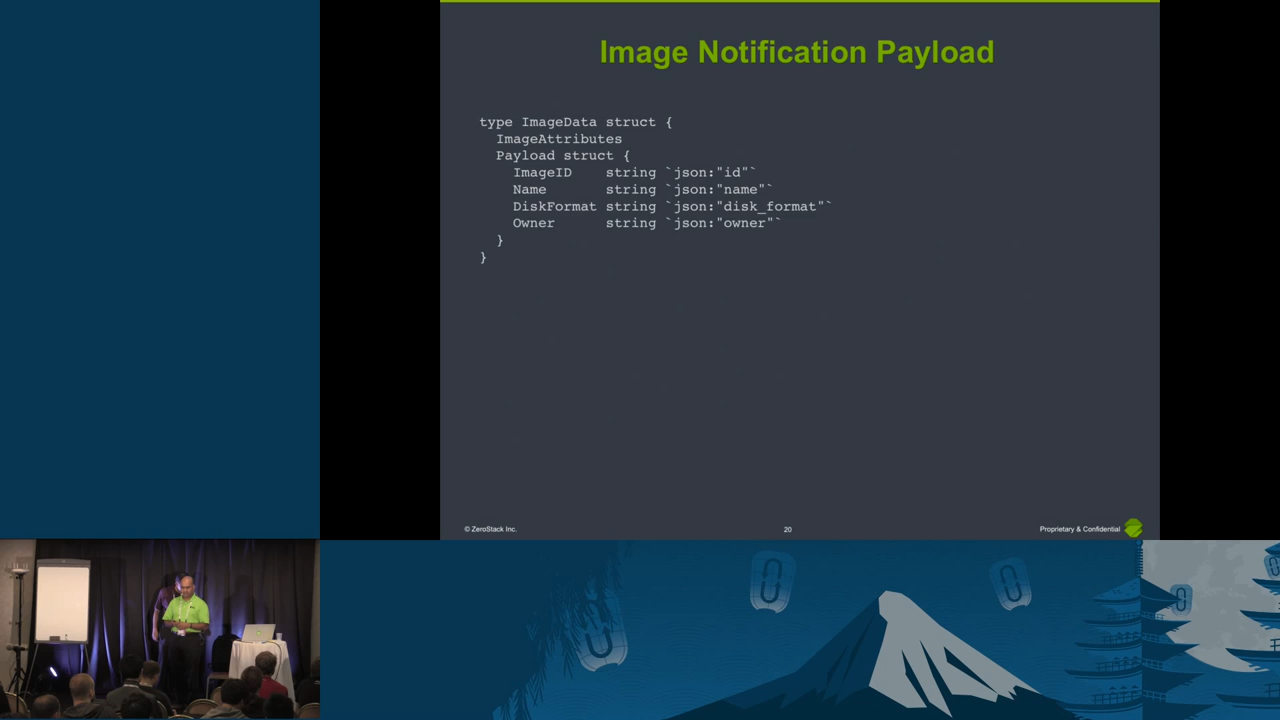 Image Notification Payload
type ImageData struct {
  ImageAttributes
  Payload struct {
    ImageID    string `json:"id"`
    Name       string `json:"name"`
    DiskFormat string `json:"disk_format"`
    Owner      string `json:"owner"`
  }
}
© ZeroStack Inc.
20
Proprietary & Confidential